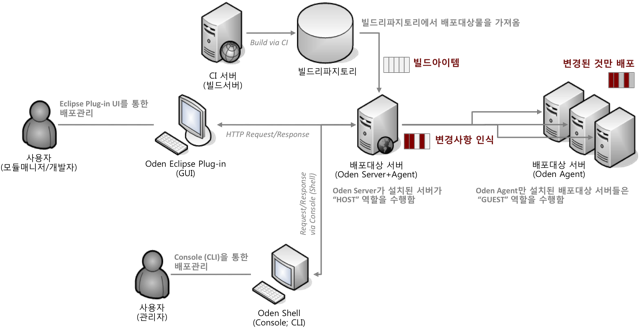 Build via CI
빌드리파지토리에서 배포대상물을 가져옴
CI 서버
(빌드서버)
빌드리파지토리
빌드아이템
변경된 것만 배포
Eclipse Plug-in UI를 통한
배포관리
HTTP Request/Response
변경사항 인식
사용자
(모듈매니저/개발자)
Oden Eclipse Plug-in
(GUI)
배포대상 서버
(Oden Server+Agent)
배포대상 서버
(Oden Agent)
Oden Server가 설치된 서버가
“HOST” 역할을 수행함
Oden Agent만 설치된 배포대상 서버들은
“GUEST” 역할을 수행함
Request/Response
via Console (Shell)
Console (CLI)을 통한
배포관리
사용자
(관리자)
Oden Shell
(Console; CLI)